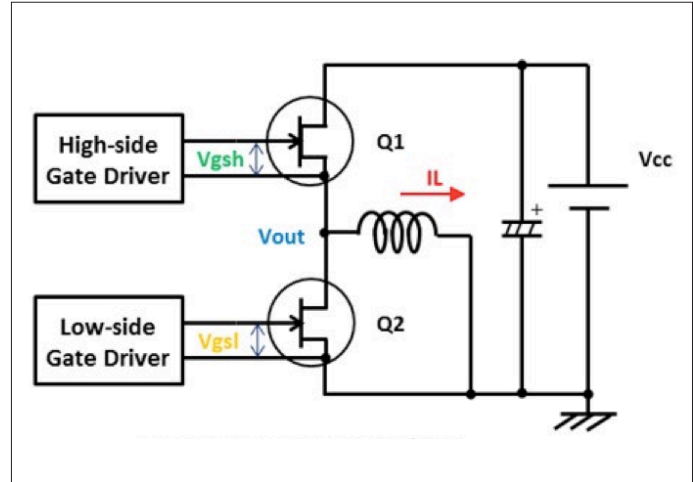 High-side
Gate Driver
Vgsh
Q1
IL
Vcc
+
Vout
Low-side
Gate Driver
Vgsl
Q2